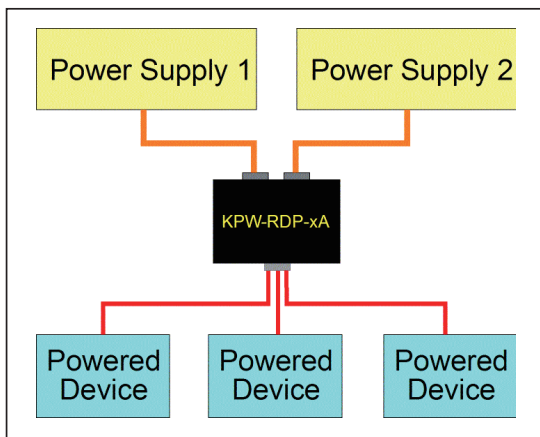 Power Supply 1
Power Supply 2
KPW-RDP-xA
Powered
Device
Powered
Device
Powered
Device